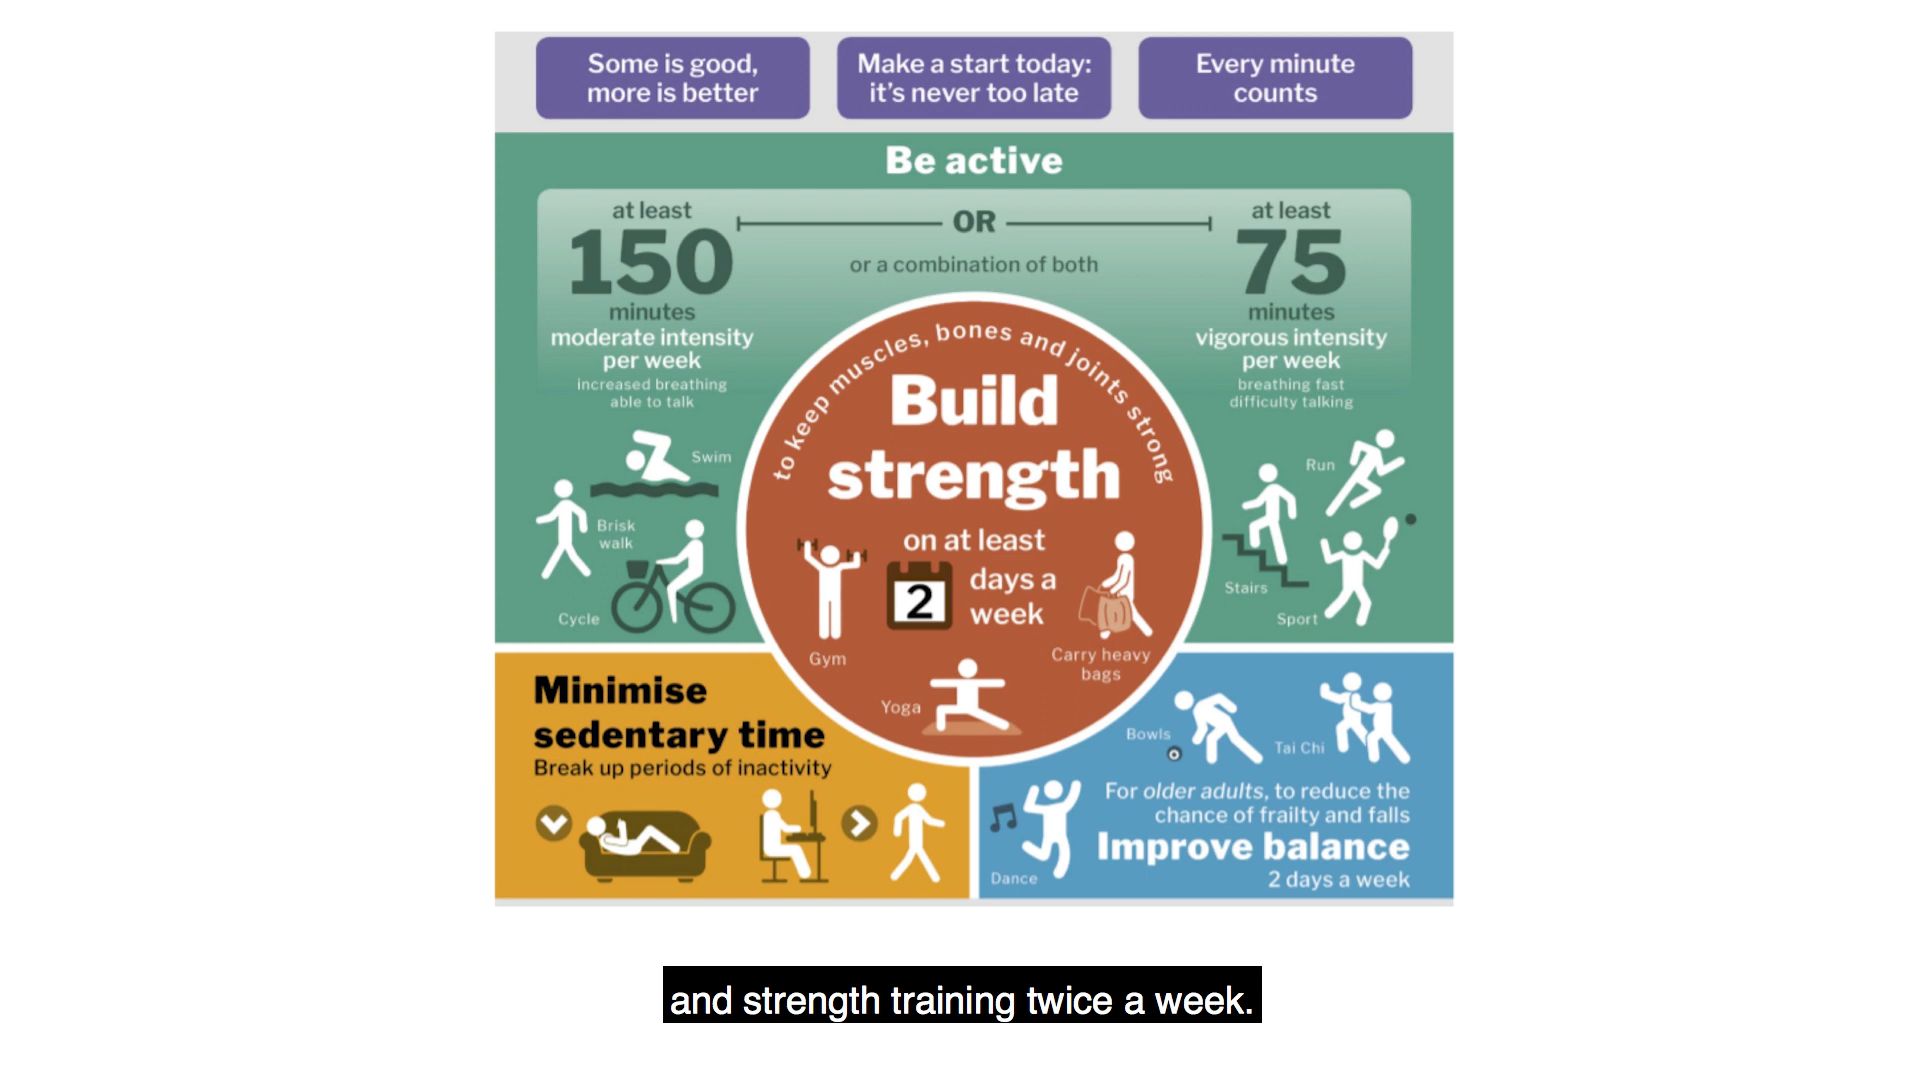 Some is good,
more is better
Make a start today:
it's never too late
Every minute
counts
Be active
at least
150
minutes
moderate intensity
per week
increased breathing
able to talk
OR
or a combination of both
at least
75
minutes
vigorous intensity
per week
breathing fast
difficulty talking
Swim
Brisk
walk
Cycle
to keep muscles, bones and joints strong
Build
strength
on at least
2
days a
week
Gym
Yoga
Carry heavy
bags
Run
Stairs
Sport
Minimise
sedentary time
Break up periods of inactivity
Bowls
Tai Chi
Dance
For older adults, to reduce the
chance of frailty and falls
Improve balance
2 days a week
and strength training twice a week.